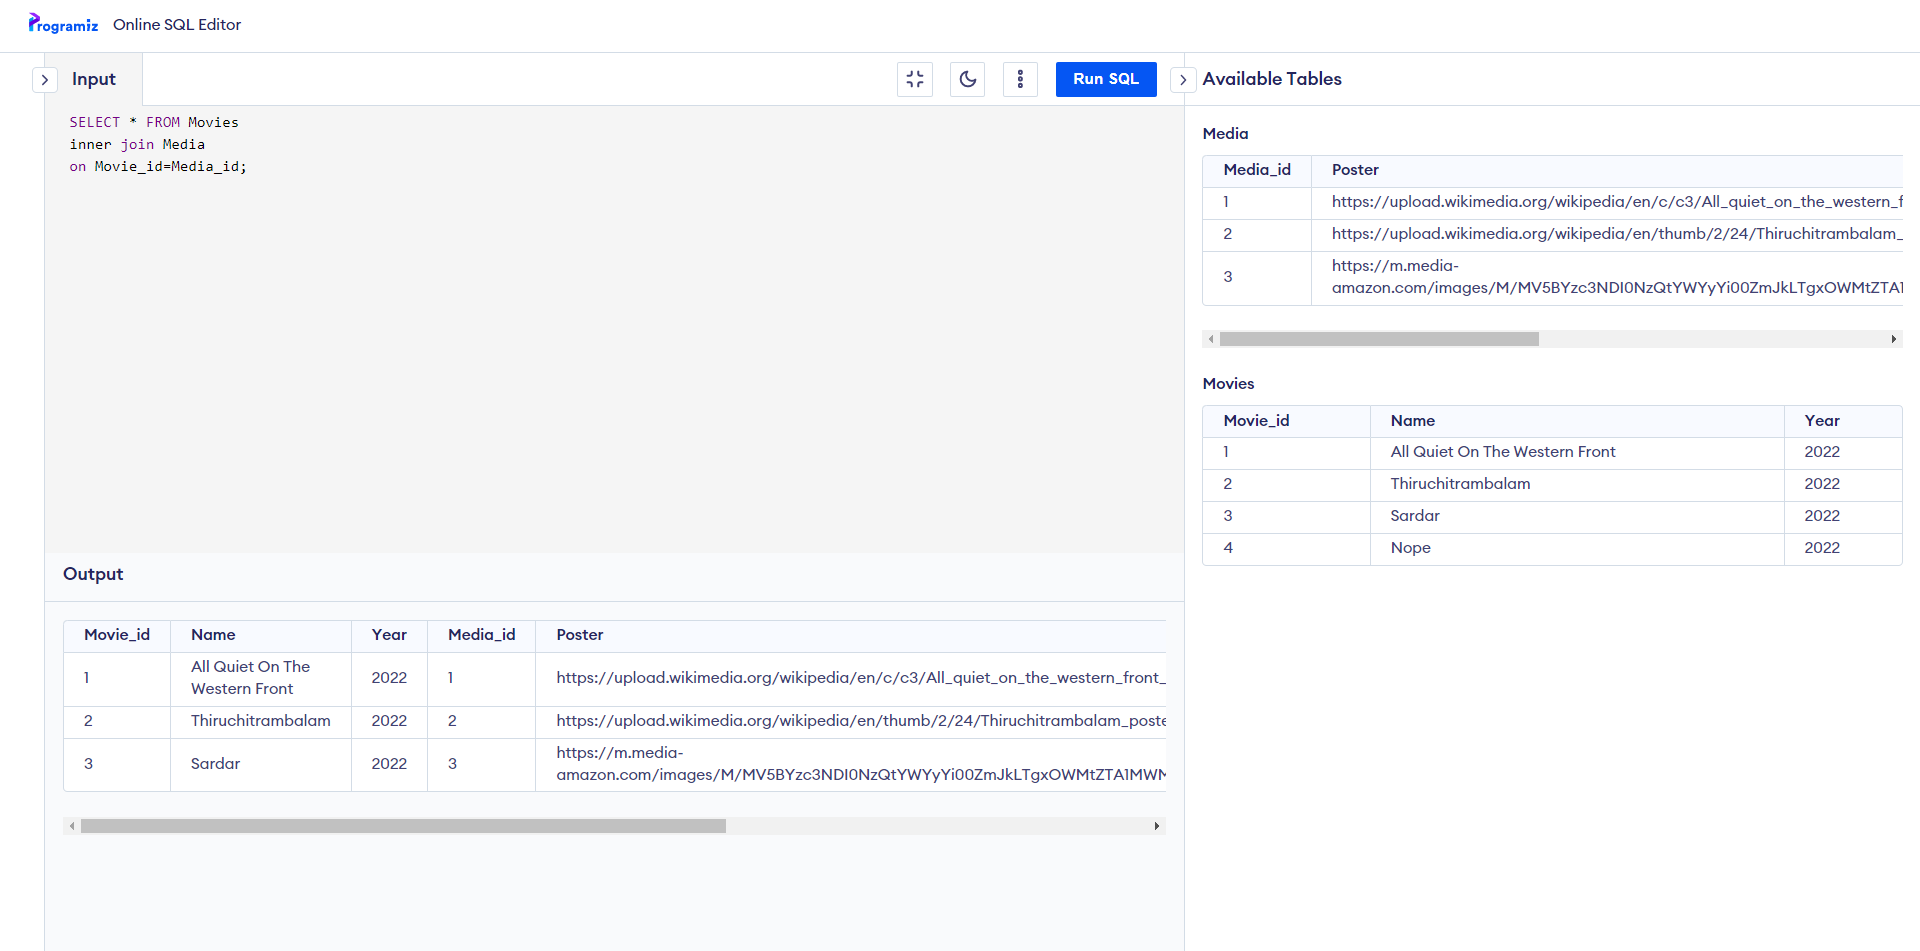 Programiz Online SQL Editor
Input
Run SQL
SELECT * FROM Movies
inner join Media
on Movie_id=Media_id;
Output
Movie_id Name Year Media_id Poster
1 All Quiet On The Western Front 2022 1 https://upload.wikimedia.org/wikipedia/en/c/c3/All_quiet_on_the_western_front_
2 Thiruchitrambalam 2022 2 https://upload.wikimedia.org/wikipedia/en/thumb/2/24/Thiruchitrambalam_poste
3 Sardar 2022 3 https://m.media-
amazon.com/images/M/MV5BYzc3NDI0NzQtYWYyYi00ZmJkLTgxOWMtZTA1MWM
Available Tables
Media
Media_id Poster
1 https://upload.wikimedia.org/wikipedia/en/c/c3/All_quiet_on_the_western_f
2 https://upload.wikimedia.org/wikipedia/en/thumb/2/24/Thiruchitrambalam_
3 https://m.media-
amazon.com/images/M/MV5BYzc3NDI0NzQtYWYyYi00ZmJkLTgxOWMtZTA1
Movies
Movie_id Name Year
1 All Quiet On The Western Front 2022
2 Thiruchitrambalam 2022
3 Sardar 2022
4 Nope 2022